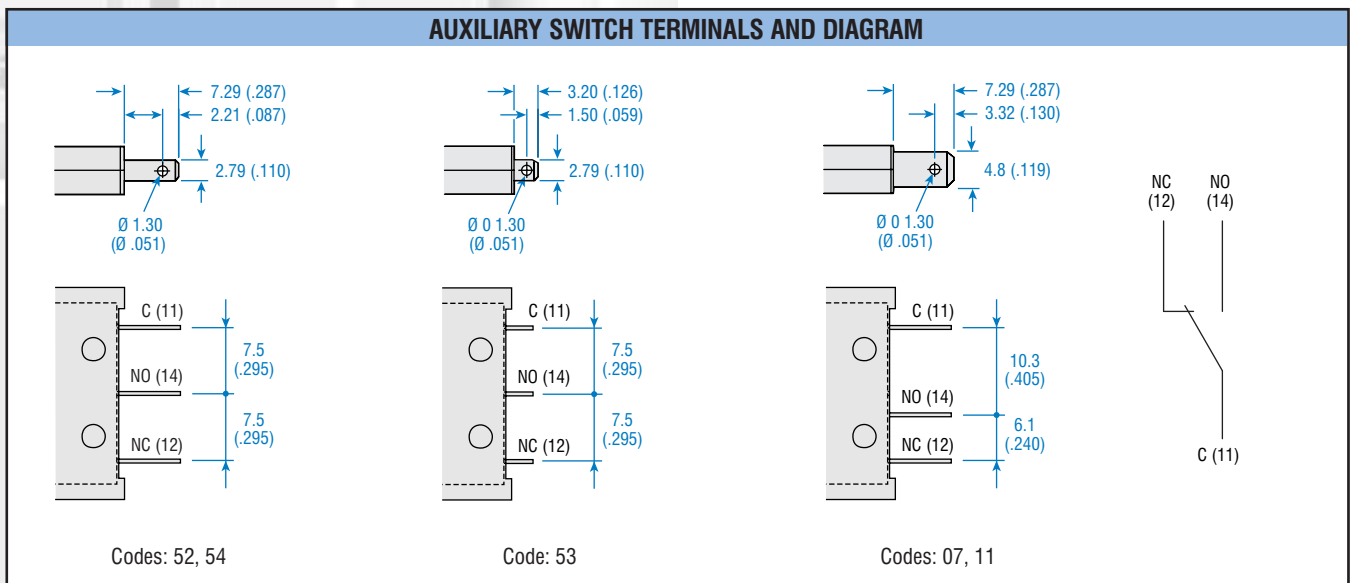 AUXILIARY SWITCH TERMINALS AND DIAGRAM
7.29 (.287)
2.21 (.087)
2.79 (.110)
Ø 1.30
(Ø .051)
C (11)
7.5
(.295)
NO (14)
7.5
(.295)
NC (12)
Codes: 52, 54
3.20 (.126)
1.50 (.059)
2.79 (.110)
Ø 0 1.30
(Ø .051)
C (11)
7.5
(.295)
NO (14)
7.5
(.295)
NC (12)
Code: 53
7.29 (.287)
3.32 (.130)
4.8 (.119)
Ø 0 1.30
(Ø .051)
C (11)
10.3
(.405)
NO (14)
6.1
(.240)
NC (12)
Codes: 07, 11
NC
(12)
NO
(14)
C (11)